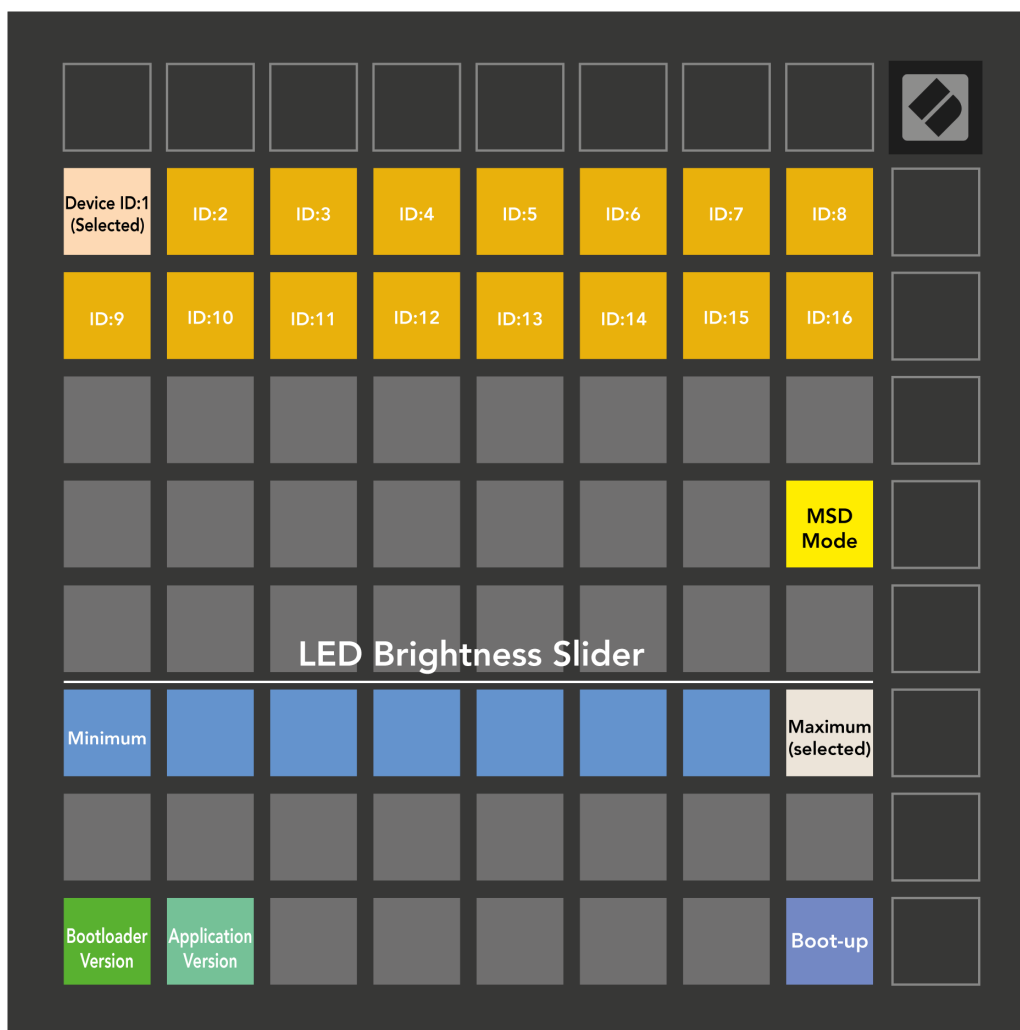 Device ID:1
(Selected)
ID:2
ID:3
ID:4
ID:5
ID:6
ID:7
ID:8
ID:9
ID:10
ID:11
ID:12
ID:13
ID:14
ID:15
ID:16
MSD
Mode
LED Brightness Slider
Minimum
Maximum
(selected)
Bootloader
Version
Application
Version
Boot-up